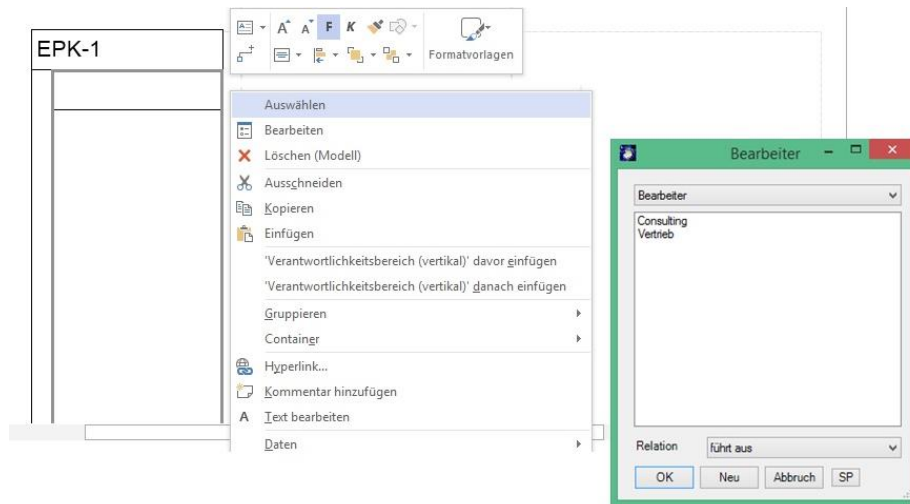 EPK-1
F K
Formatvorlagen
Auswählen
Bearbeiten
Löschen (Modell)
Ausschneiden
Kopieren
Einfügen
'Verantwortlichkeitsbereich (vertikal)' davor einfügen
'Verantwortlichkeitsbereich (vertikal)' danach einfügen
Gruppieren
Container
Hyperlink...
Kommentar hinzufügen
Text bearbeiten
Daten
Bearbeiter
Bearbeiter
Consulting
Vertrieb
Relation führt aus
OK Neu Abbruch SP